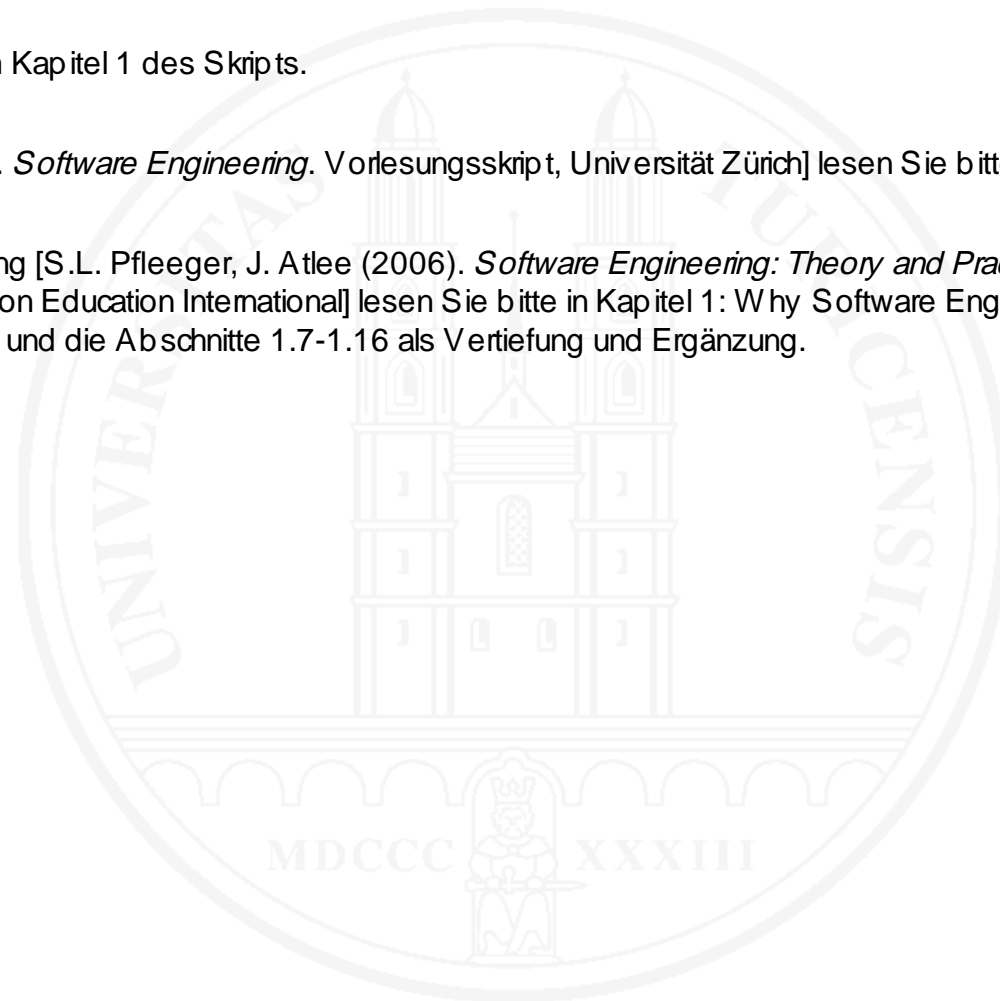 Kapitel 1 des Skripts.
. Software Engineering. Vorlesungsskript, Universität Zürich] lesen Sie bitt
ng [S.L. Pfleeger, J. Atlee (2006). Software Engineering: Theory and Prac
on Education International] lesen Sie bitte in Kapitel 1: Why Software Eng
und die Abschnitte 1.7-1.16 als Vertiefung und Ergänzung.
UNIVERSITAS TURICENSIS
MDCCC XXXIII